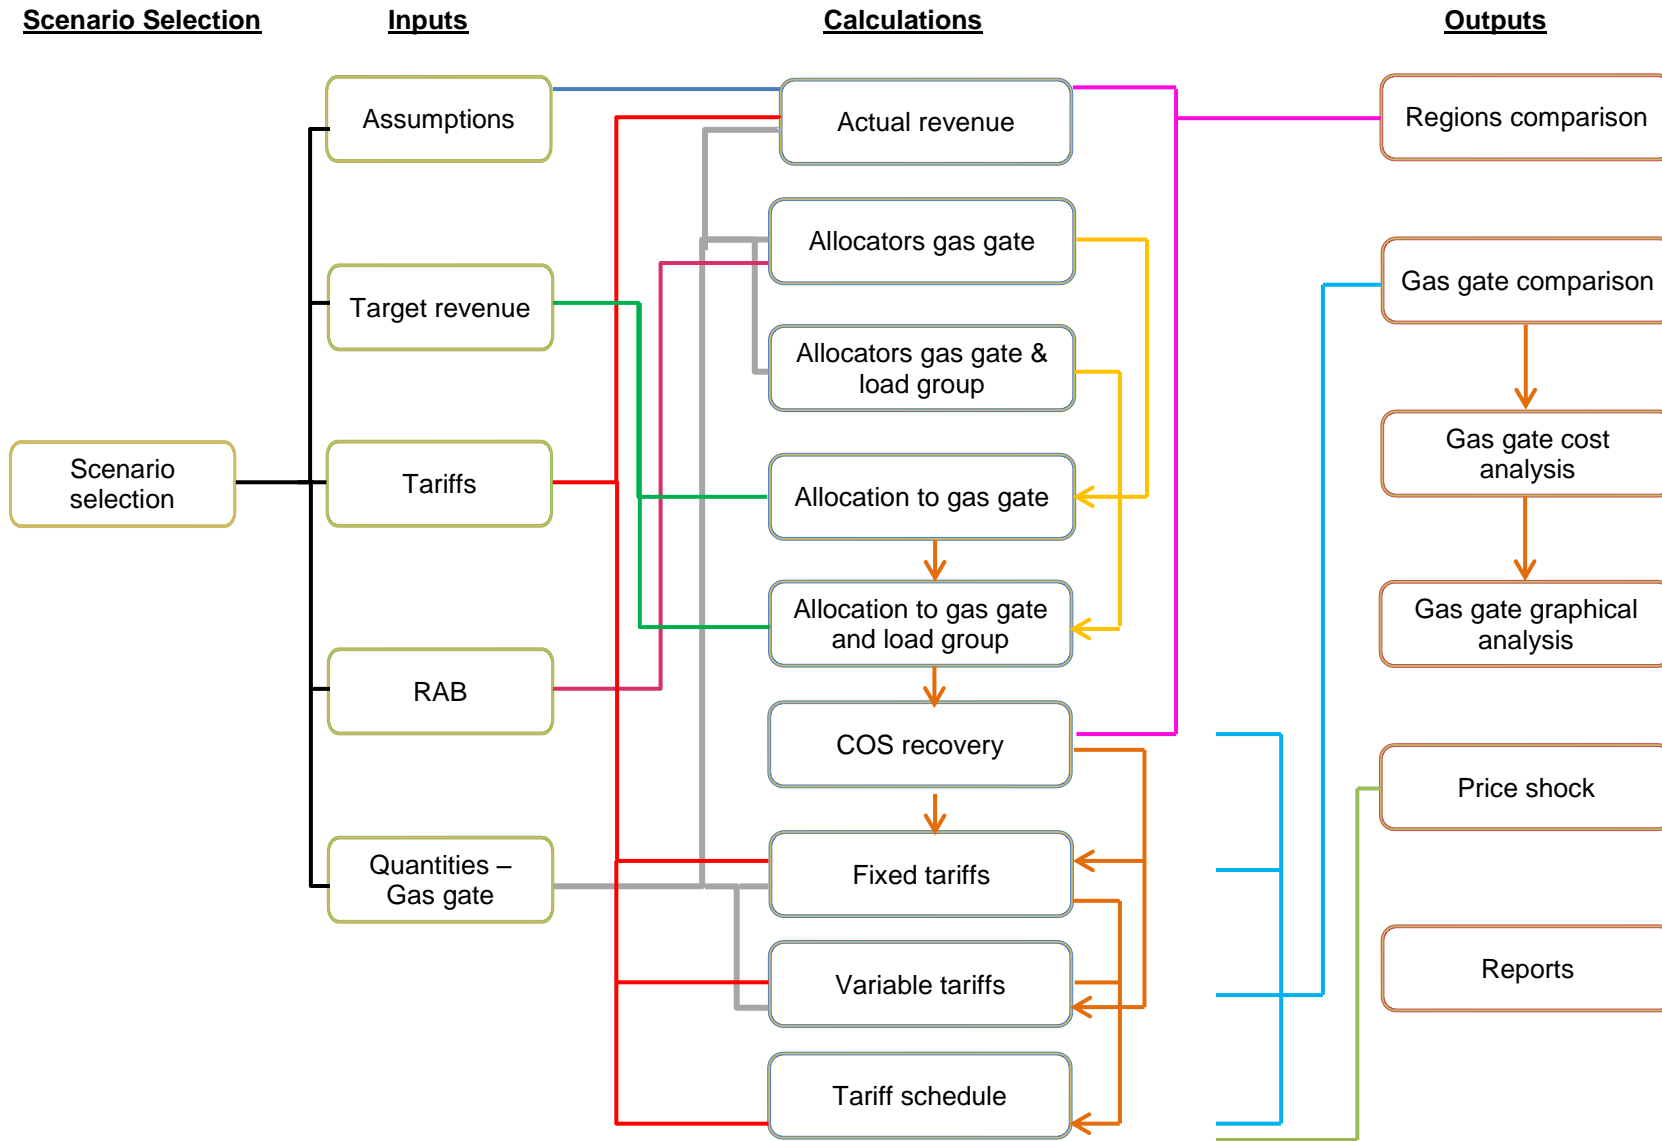 Scenario Selection
Inputs
Calculations
Outputs
Scenario
selection
Assumptions
Target revenue
Tariffs
RAB
Quantities –
Gas gate
Actual revenue
Allocators gas gate
Allocators gas gate &
load group
Allocation to gas gate
Allocation to gas gate
and load group
COS recovery
Fixed tariffs
Variable tariffs
Tariff schedule
Regions comparison
Gas gate comparison
Gas gate cost
analysis
Gas gate graphical
analysis
Price shock
Reports